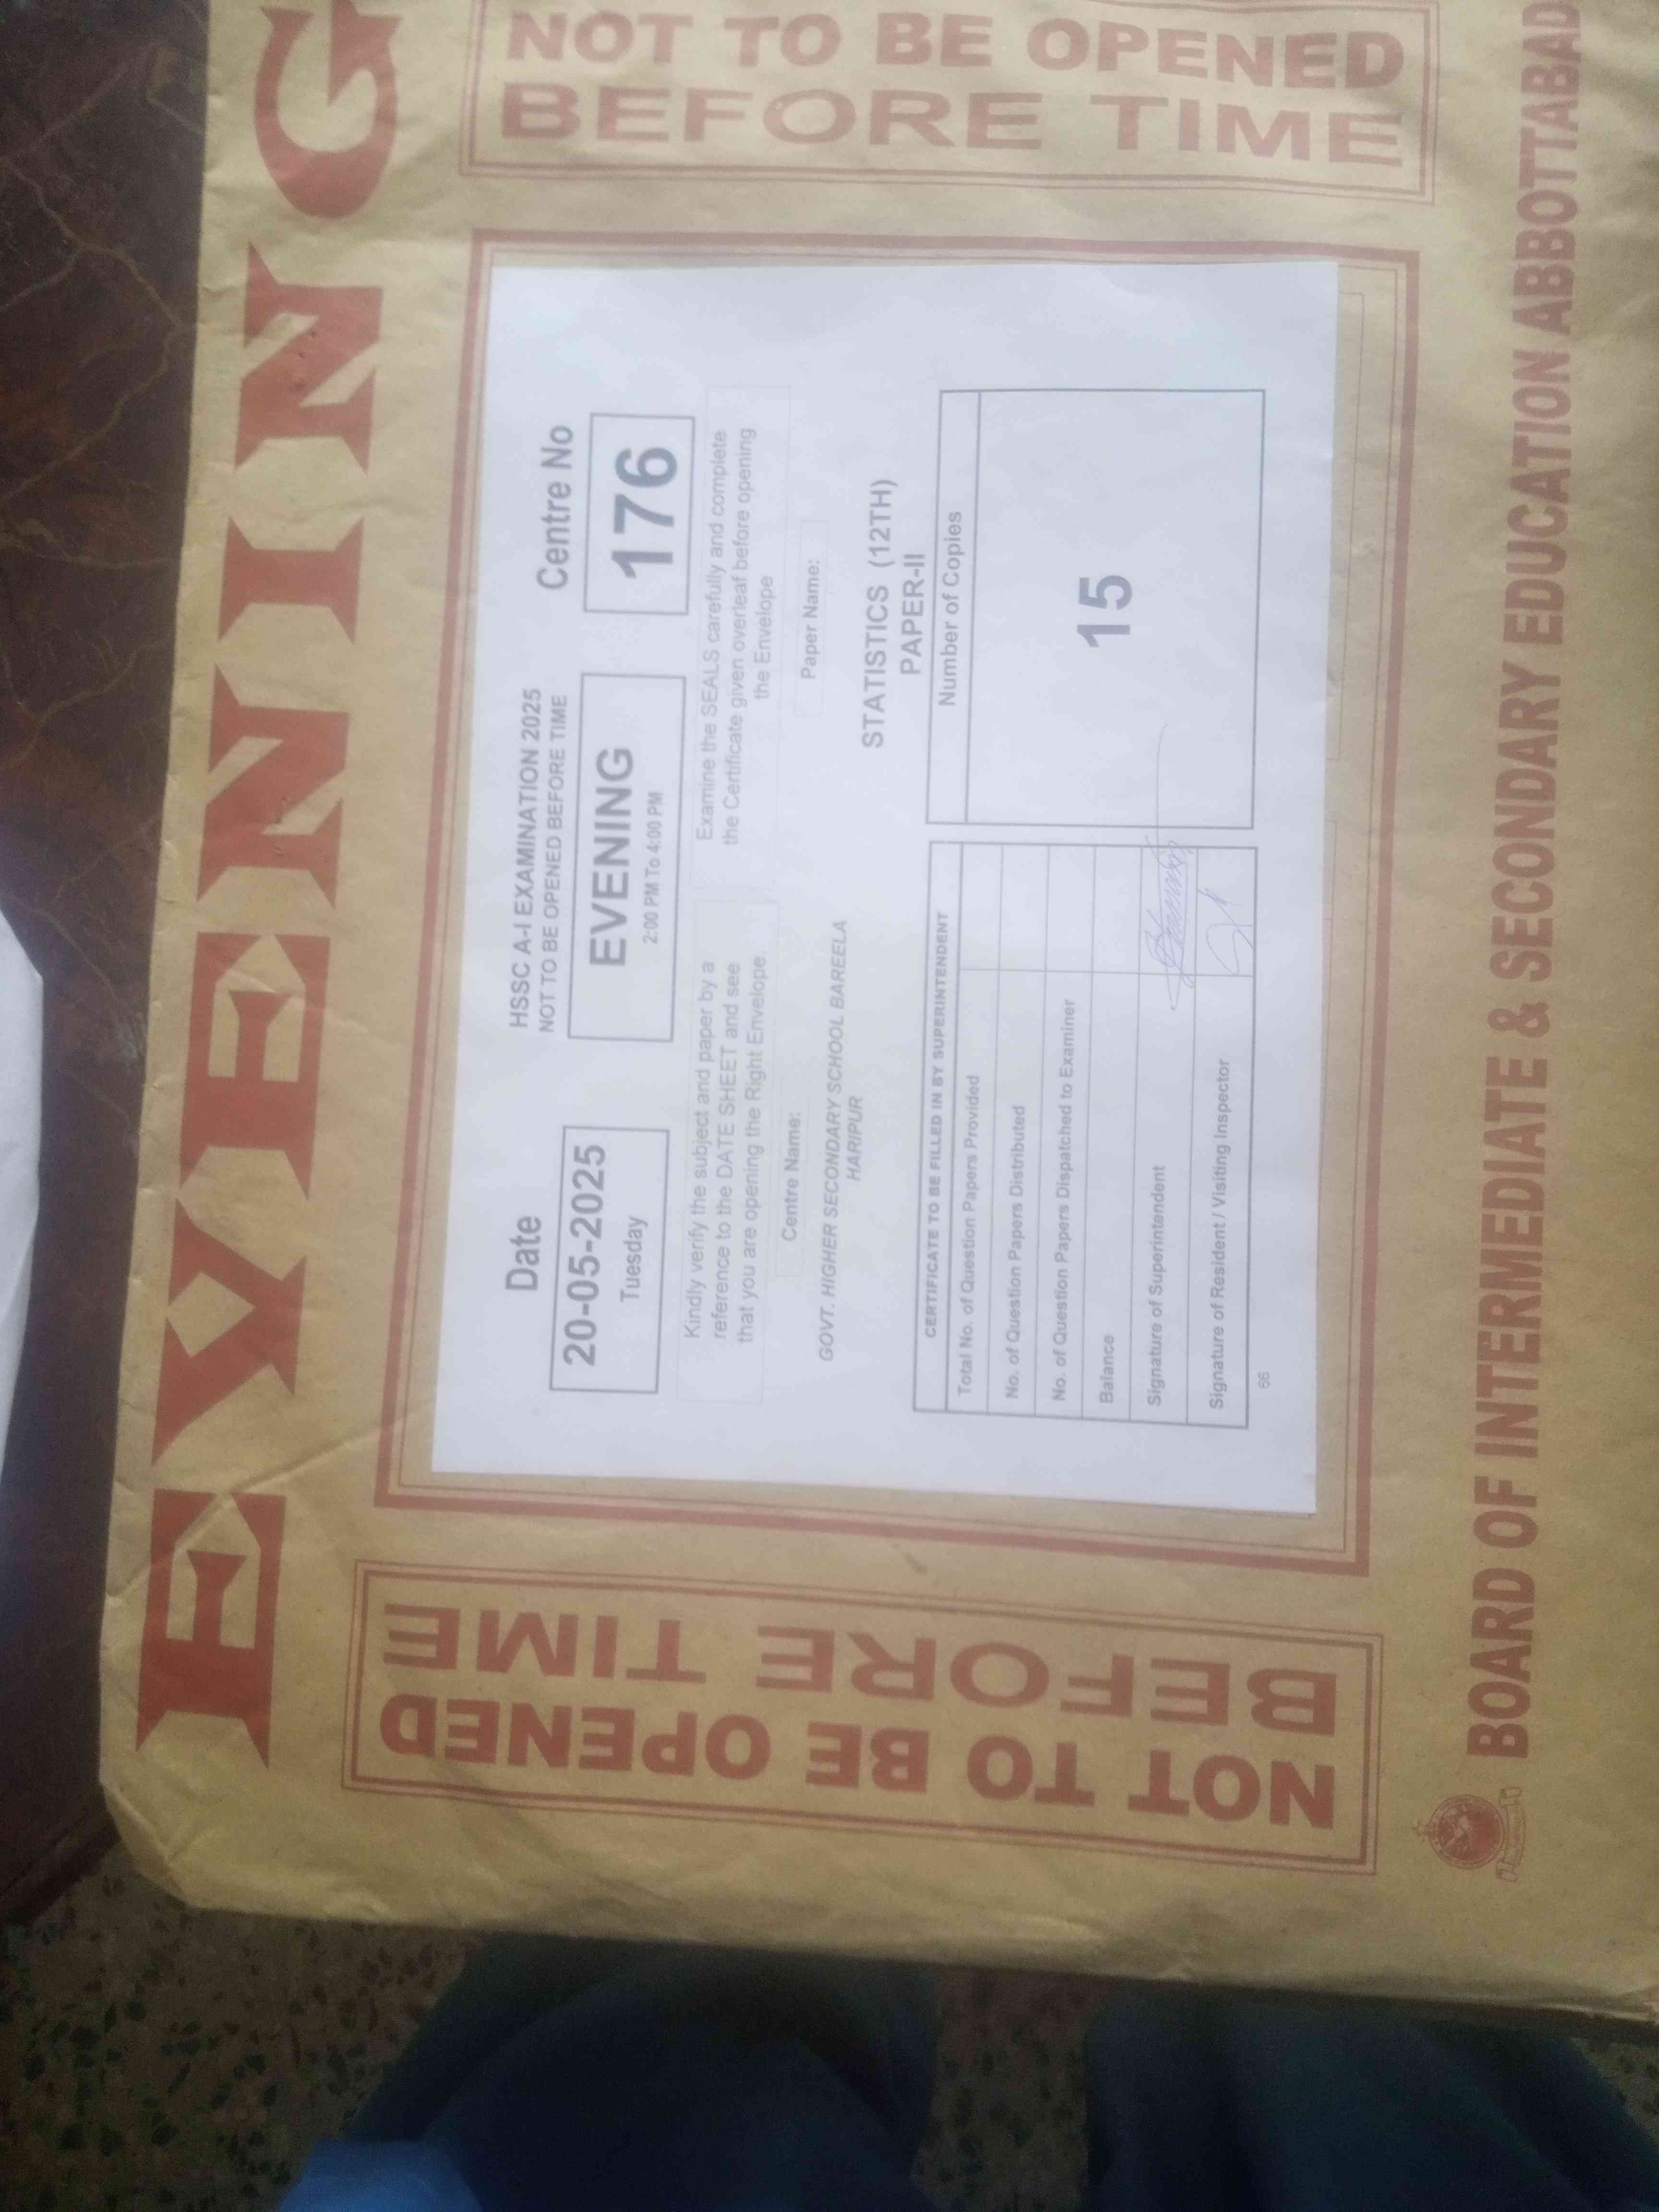 EVENING
NOT TO BE OPENED
BEFORE TIME
Date
20-05-2025
Tuesday
HSSC A-I EXAMINATION 2025
NOT TO BE OPENED BEFORE TIME
EVENING
2:00 PM To 4:00 PM
Centre No
176
Kindly verify the subject and paper by a
reference to the DATE SHEET and see
that you are opening the Right Envelope
Examine the SEALS carefully and complete
the Certificate given overleaf before opening
the Envelope
Centre Name:
GOVT. HIGHER SECONDARY SCHOOL BAREELA
HARIPUR
Paper Name:
STATISTICS (12TH)
PAPER-II
CERTIFICATE TO BE FILLED IN BY SUPERINTENDENT
Total No. of Question Papers Provided
No. of Question Papers Distributed
No. of Question Papers Dispatched to Examiner
Balance
Signature of Superintendent
Signature of Resident / Visiting Inspector
66
Number of Copies
15
NOT TO BE OPENED
BEFORE TIME
BOARD OF INTERMEDIATE & SECONDARY EDUCATION ABBOTTABAD